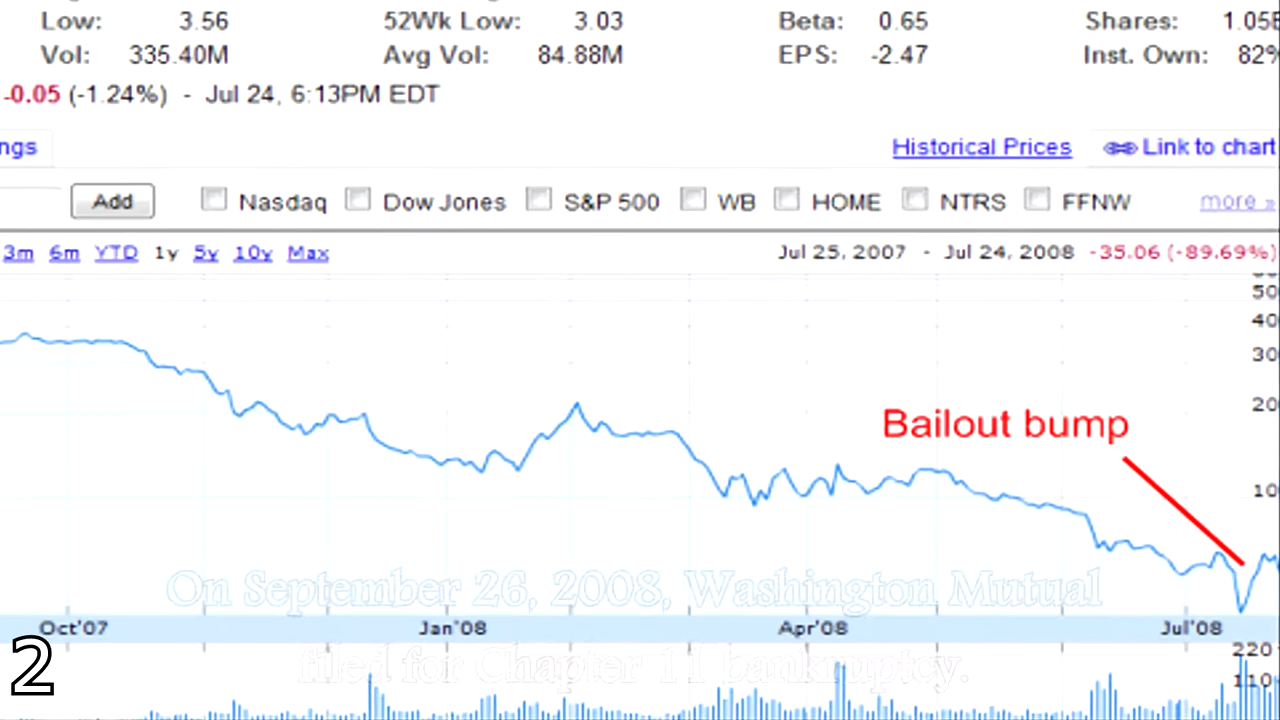 Low: 3.56 52Wk Low: 3.03 Beta: 0.65 Shares: 1.05B
Vol: 335.40M Avg Vol: 84.88M EPS: -2.47 Inst. Own: 82%
-0.05 (-1.24%) - Jul 24, 6:13PM EDT
ngs Historical Prices Link to chart
Add Nasdaq Dow Jones S&P 500 WB HOME NTRS FFNW more »
3m 6m YTD 1y 5y 10y Max Jul 25, 2007 - Jul 24, 2008 -35.06 (-89.69%)
50
40
30
20
Bailout bump
10
On September 26, 2008, Washington Mutual
Oct'07 Jan'08 Apr'08 Jul'08
filed for Chapter 11 bankruptcy.
220
110
2